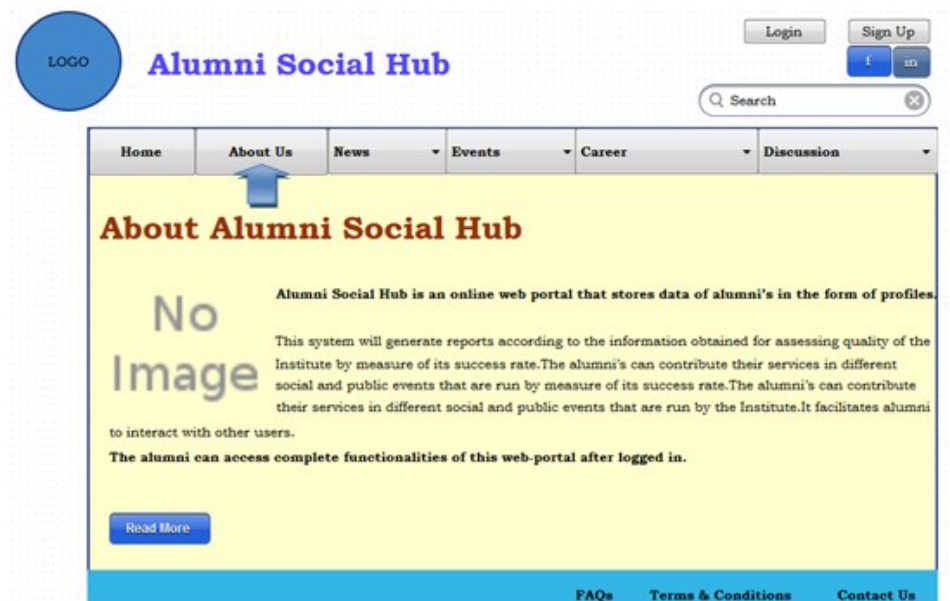 Login Sign Up
LOGO Alumni Social Hub f in
Search
Home About Us News Events Career Discussion
About Alumni Social Hub
No
Image
Alumni Social Hub is an online web portal that stores data of alumni's in the form of profiles.
This system will generate reports according to the information obtained for assessing quality of the
Institute by measure of its success rate.The alumni's can contribute their services in different
social and public events that are run by measure of its success rate.The alumni's can contribute
their services in different social and public events that are run by the Institute.It facilitates alumni
to interact with other users.
The alumni can access complete functionalities of this web-portal after logged in.
Read More
FAQs Terms & Conditions Contact Us